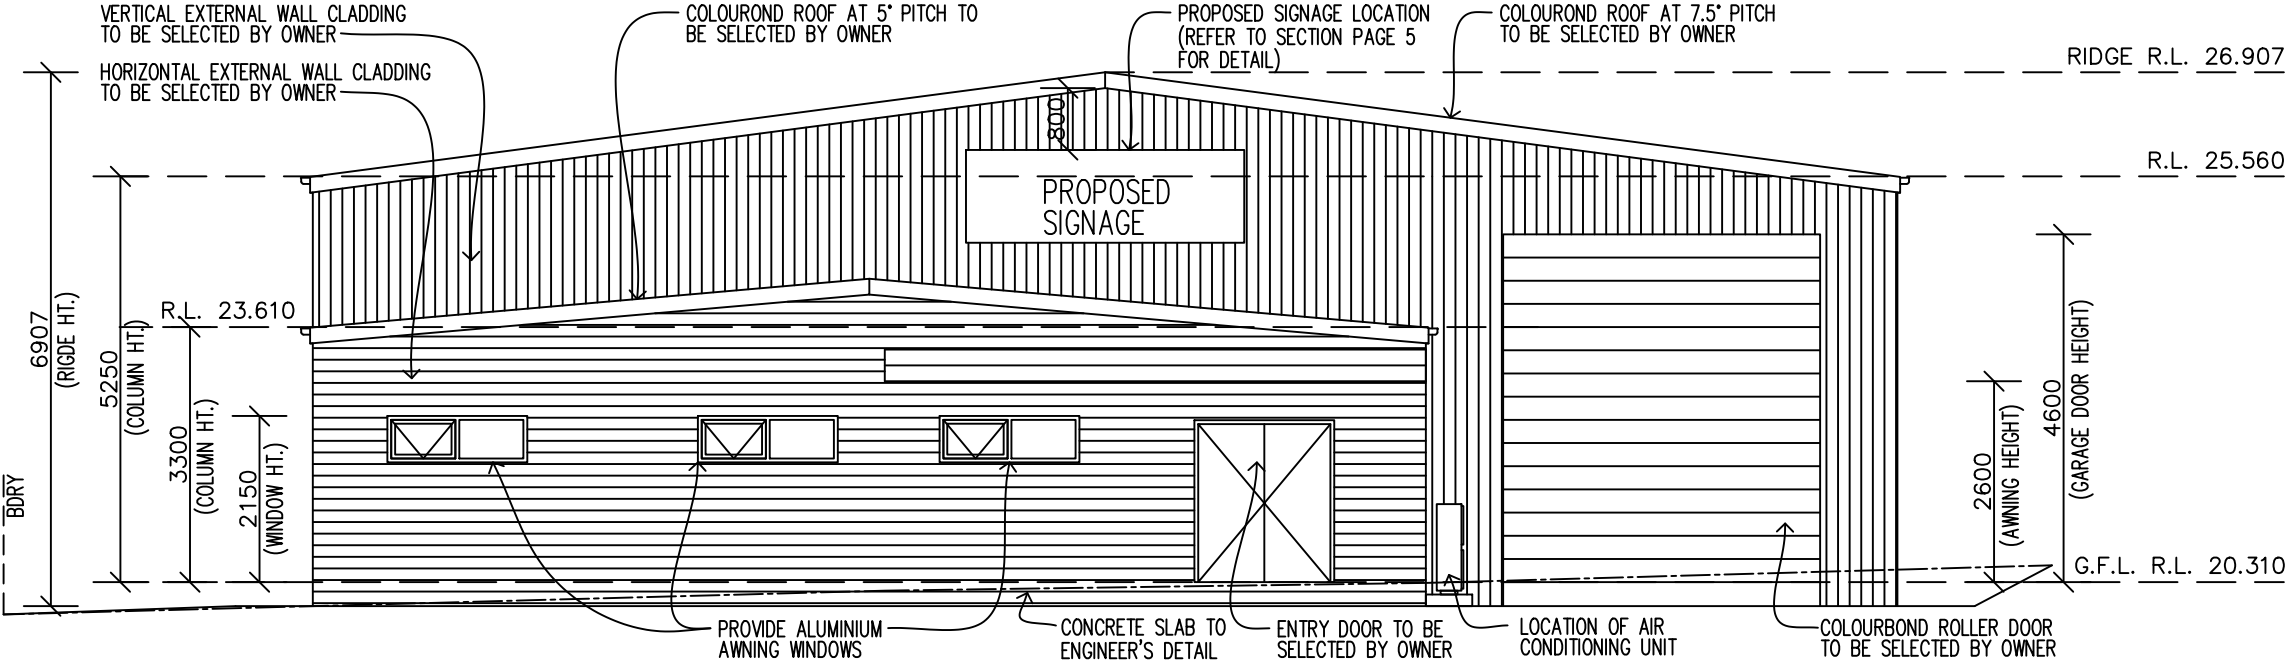 VERTICAL EXTERNAL WALL CLADDING
TO BE SELECTED BY OWNER
HORIZONTAL EXTERNAL WALL CLADDING
TO BE SELECTED BY OWNER
COLOUROND ROOF AT 5° PITCH TO
BE SELECTED BY OWNER
PROPOSED SIGNAGE LOCATION
(REFER TO SECTION PAGE 5
FOR DETAIL)
COLOUROND ROOF AT 7.5° PITCH
TO BE SELECTED BY OWNER
RIDGE R.L. 26.907
R.L. 25.560
800
PROPOSED
SIGNAGE
R.L. 23.610
6907
(RIGDE HT.)
5250
(COLUMN HT.)
3300
(COLUMN HT.)
2150
(WINDOW HT.)
BDRY
2600
(AWNING HEIGHT)
4600
(GARAGE DOOR HEIGHT)
G.F.L. R.L. 20.310
PROVIDE ALUMINIUM
AWNING WINDOWS
CONCRETE SLAB TO
ENGINEER'S DETAIL
ENTRY DOOR TO BE
SELECTED BY OWNER
LOCATION OF AIR
CONDITIONING UNIT
COLOURBOND ROLLER DOOR
TO BE SELECTED BY OWNER